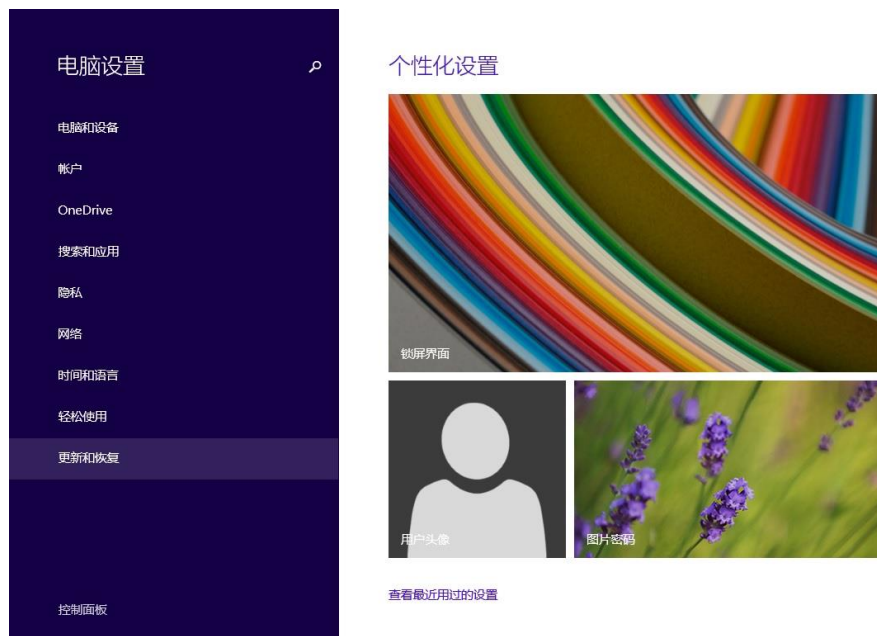 电脑设置
电脑和设备
帐户
OneDrive
搜索和应用
隐私
网络
时间和语言
轻松使用
更新和恢复
控制面板
个性化设置
锁屏界面
用户头像
图片密码
查看最近用过的设置